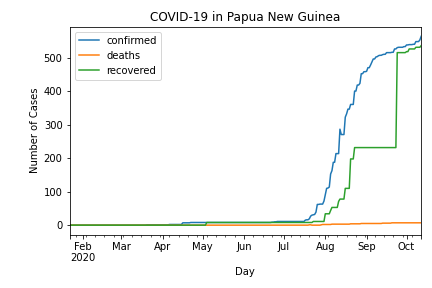 COVID-19 in Papua New Guinea
confirmed
deaths
recovered
Number of Cases
500
400
300
200
100
0
Feb Mar Apr May Jun Jul Aug Sep Oct
2020
Day